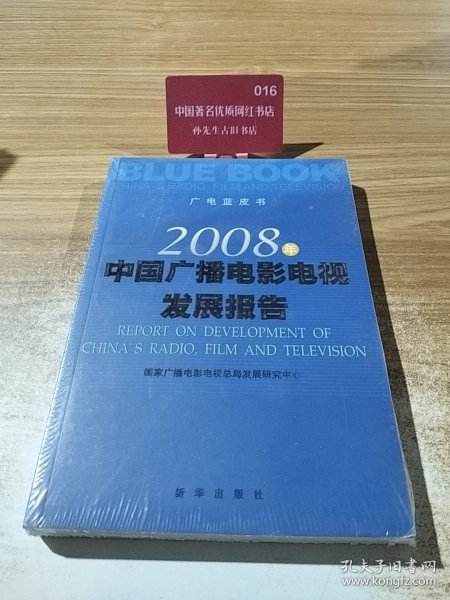 016
中国著名优质网红书店
孙先生古旧书店
BLUE BOOK
CHINA'S RADIO, FILM AND TELEVISION
广电蓝皮书
2008年
中国广播电影电视
发展报告
REPORT ON DEVELOPMENT OF
CHINA'S RADIO, FILM AND TELEVISION
国家广播电影电视总局发展研究中心
新华出版社
孔夫子旧书网
www.kongfz.com